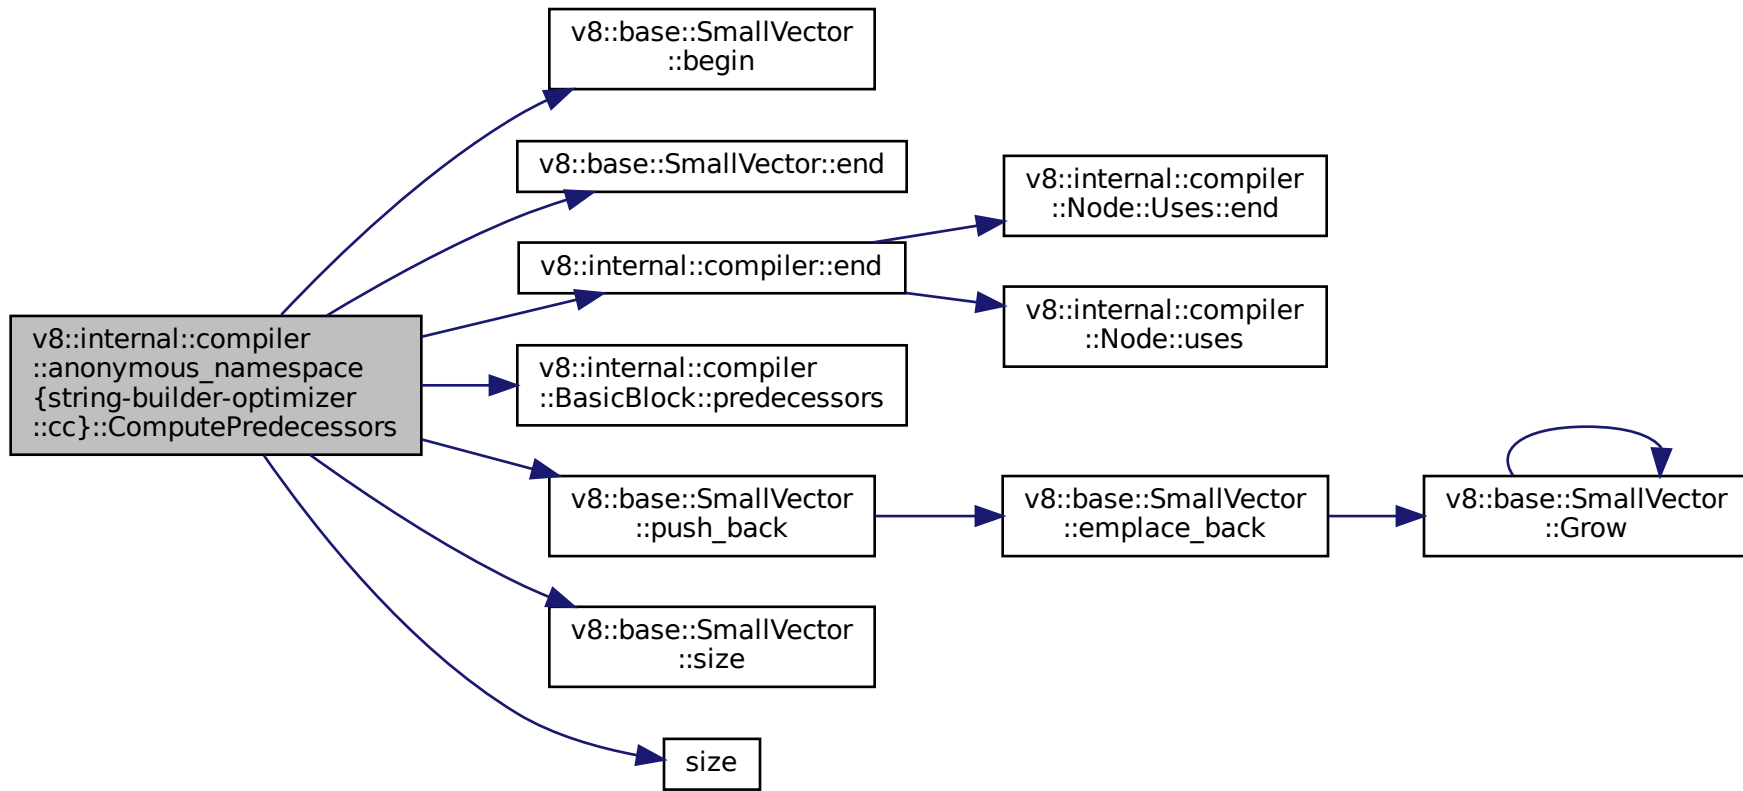 v8::base::SmallVector
::begin
v8::base::SmallVector::end
v8::internal::compiler
::Node::Uses::end
v8::internal::compiler::end
v8::internal::compiler
::Node::uses
v8::internal::compiler
::anonymous_namespace
{string-builder-optimizer
::cc}::ComputePredecessors
v8::internal::compiler
::BasicBlock::predecessors
v8::base::SmallVector
::push_back
v8::base::SmallVector
::emplace_back
v8::base::SmallVector
::Grow
v8::base::SmallVector
::size
size